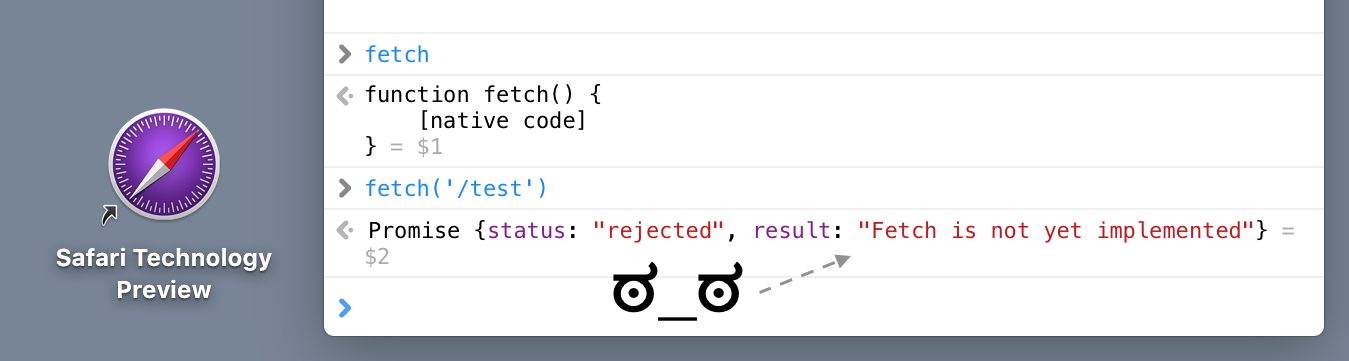 Safari Technology
Preview
fetch
function fetch() {
    [native code]
} = $1
fetch('/test')
Promise {status: "rejected", result: "Fetch is not yet implemented"} =
$2
ಠ_ಠ